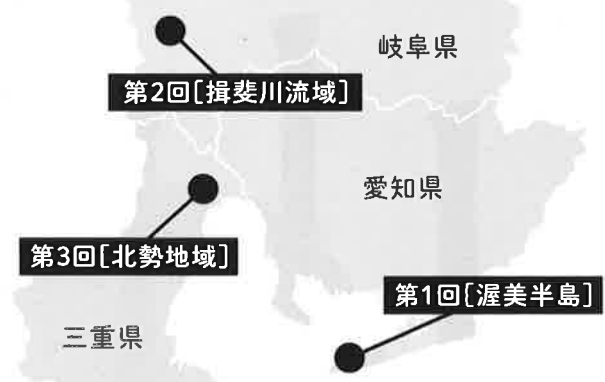 岐阜県
第2回[揖斐川流域]
愛知県
第3回[北勢地域]
第1回[渥美半島]
三重県